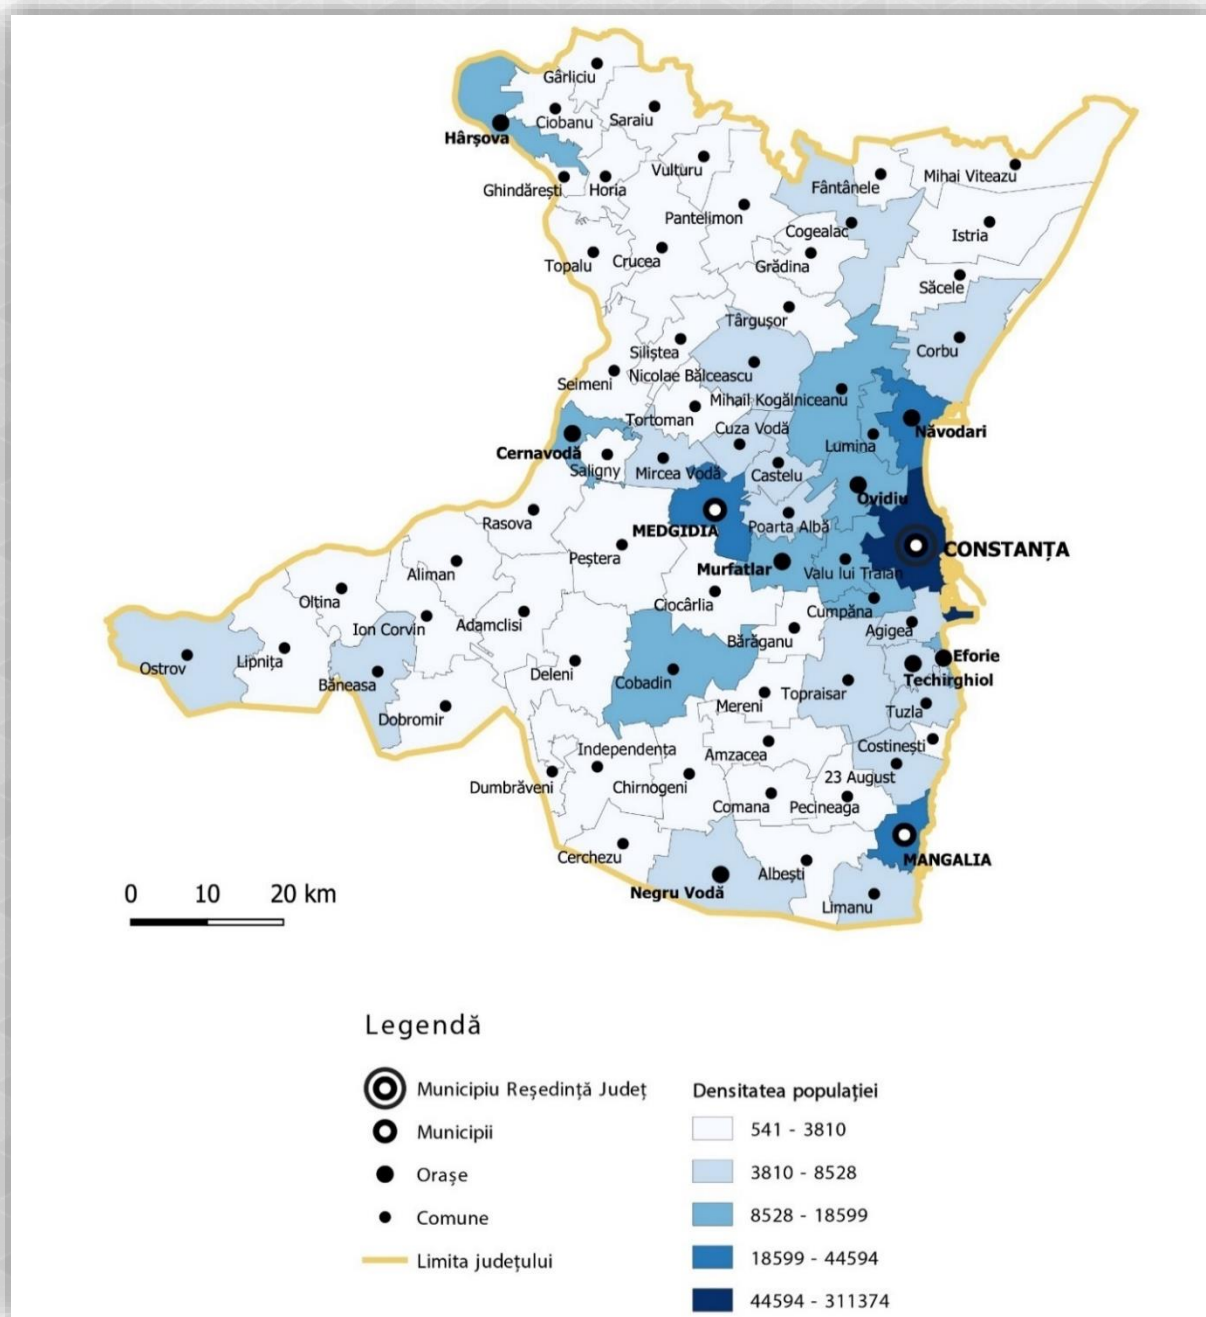 Gârliciu
Ciobanu
Saraiu
Hârșova
Vulturu
Ghindărești
Horia
Fântânele
Mihai Viteazu
Pantelimon
Cogealac
Istria
Topalu
Crucea
Grădina
Săcele
Târgușor
Siliștea
Corbu
Seimeni
Nicolae Bălceascu
Mihail Kogălniceanu
Tortoman
Cuza Vodă
Năvodari
Lumina
Cernavodă
Saligny
Mircea Vodă
Castelu
Ovidiu
Rasova
MEDGIDIA
Poarta Albă
CONSTANȚA
Peștera
Murfatlar
Valu lui Traian
Aliman
Oltina
Ciocârlia
Cumpăna
Ion Corvin
Adamclisi
Agigea
Bărăganu
Ostrov
Lipnița
Eforie
Băneasa
Deleni
Cobadin
Techirghiol
Mereni
Topraisar
Dobromir
Tuzla
Independența
Amzacea
Costinești
Dumbrăveni
Chirnogeni
23 August
Comana
Pecineaga
Cerchezu
MANGALIA
Albești
Negru Vodă
Limanu
0 10 20 km
Legendă
Municipiu Reședință Județ
Municipii
Orașe
Comune
Limita județului
Densitatea populației
541 - 3810
3810 - 8528
8528 - 18599
18599 - 44594
44594 - 311374